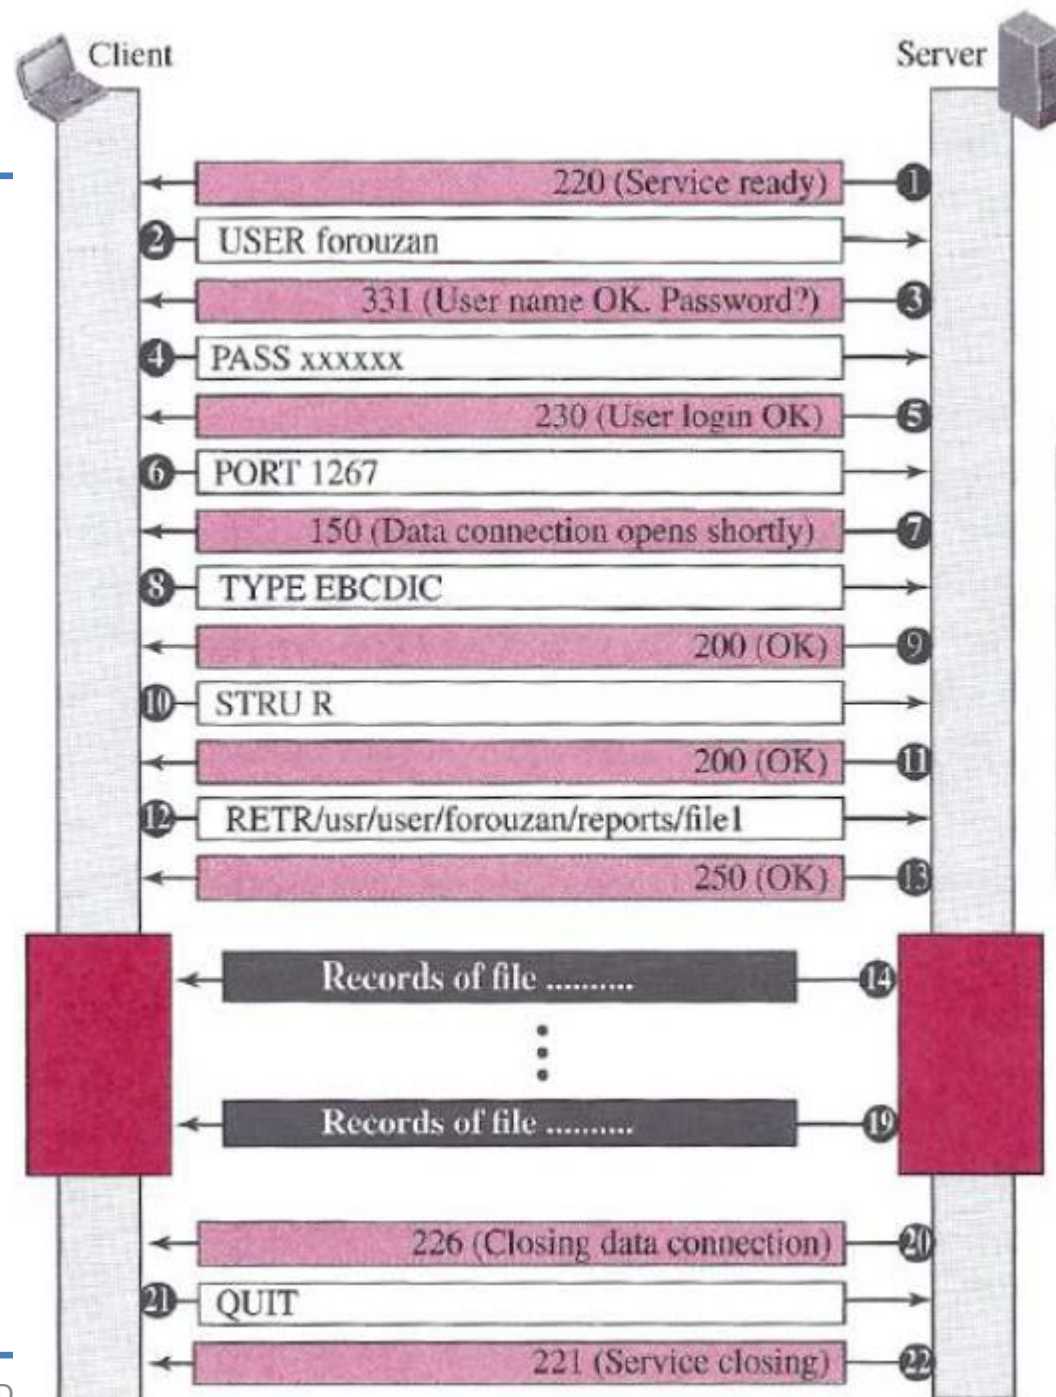 Client
Server
220 (Service ready) 1
2 USER forouzan
331 (User name OK. Password?) 3
4 PASS xxxxxx
230 (User login OK) 5
6 PORT 1267
150 (Data connection opens shortly) 7
8 TYPE EBCDIC
200 (OK) 9
10 STRU R
200 (OK) 11
12 RETR/usr/user/forouzan/reports/file1
250 (OK) 13
Records of file .......... 14
Records of file .......... 19
226 (Closing data connection) 20
21 QUIT
221 (Service closing) 22